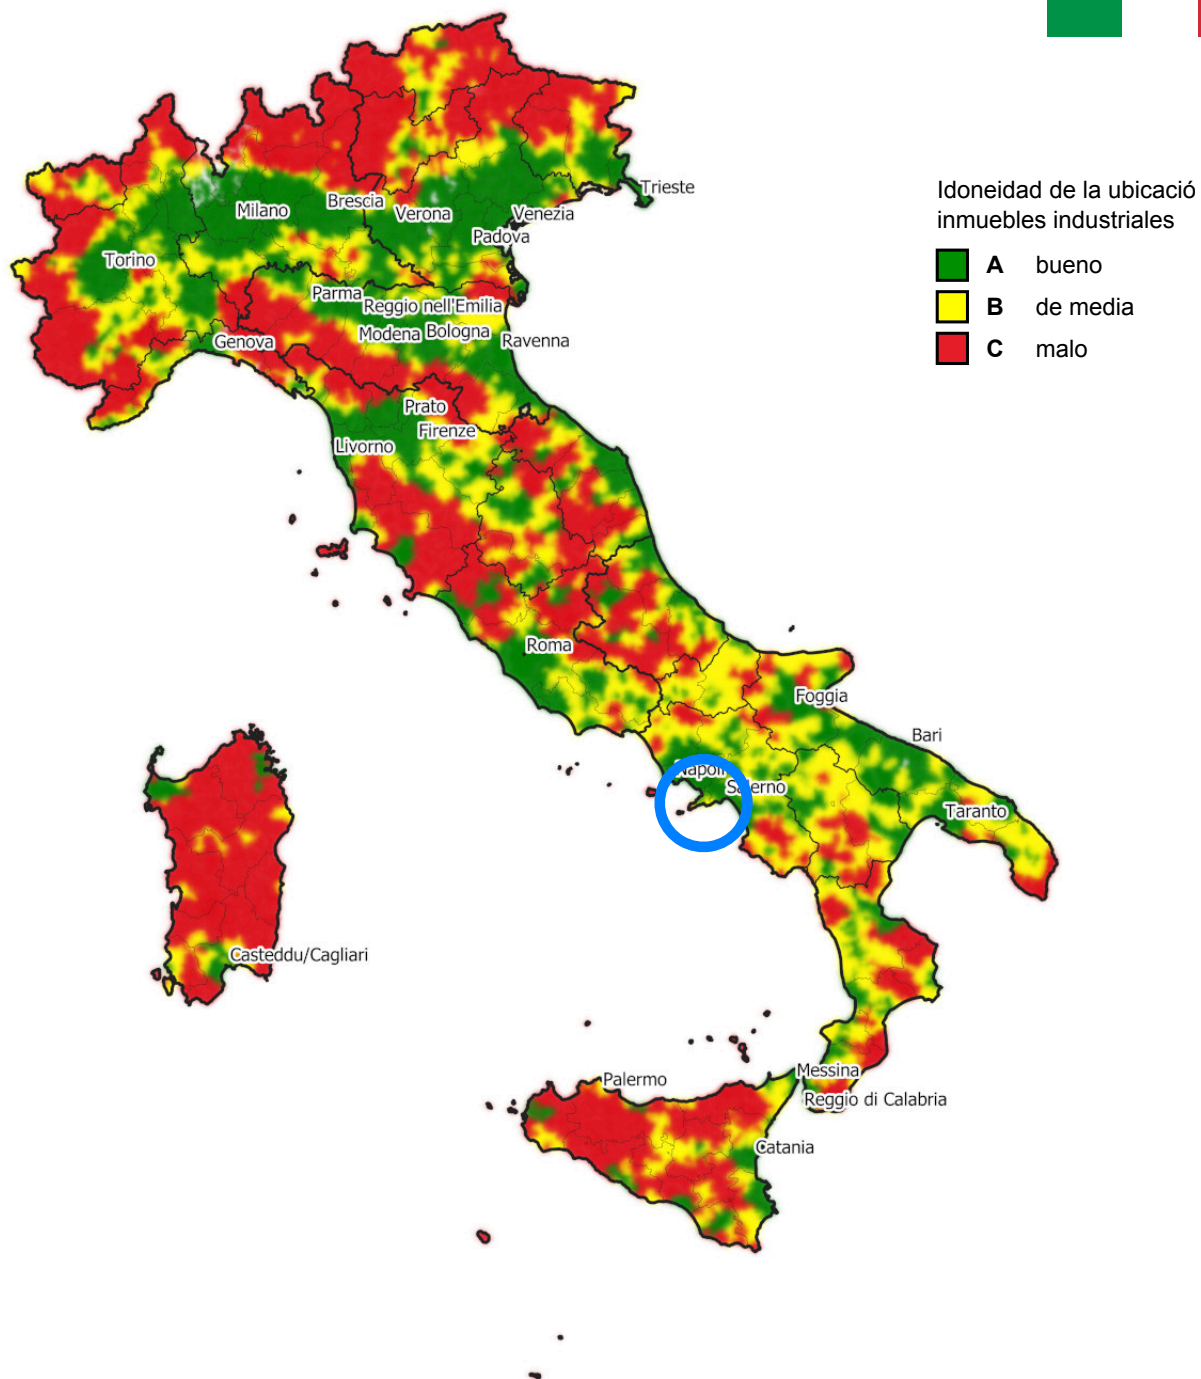 Idoneidad de la ubicació
inmuebles industriales
A bueno
B de media
C malo
Trieste
Milano
Brescia
Verona
Venezia
Padova
Torino
Parma
Reggio nell'Emilia
Genova
Modena
Bologna
Ravenna
Prato
Firenze
Livorno
Roma
Foggia
Bari
Napoli
Salerno
Taranto
Casteddu/Cagliari
Palermo
Messina
Reggio di Calabria
Catania